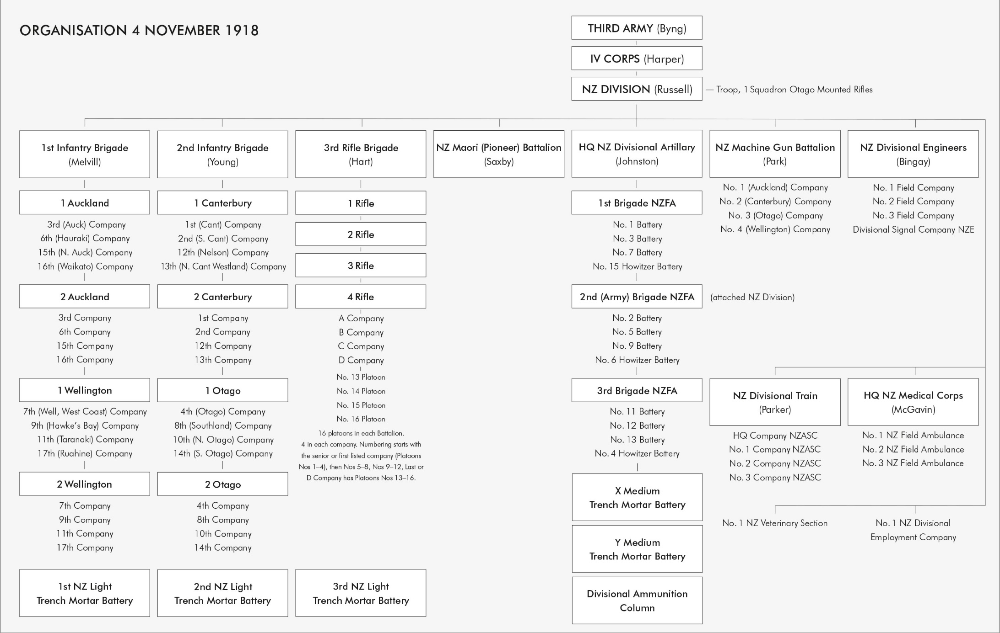 ORGANISATION 4 NOVEMBER 1918
THIRD ARMY (Byng)
IV CORPS (Harper)
NZ DIVISION (Russell)
— Troop, 1 Squadron Otago Mounted Rifles
1st Infantry Brigade
(Melvill)
1 Auckland
3rd (Auck) Company
6th (Hauraki) Company
15th (N. Auck) Company
16th (Waikato) Company
2 Auckland
3rd Company
6th Company
15th Company
16th Company
1 Wellington
7th (Well, West Coast) Company
9th (Hawke’s Bay) Company
11th (Taranaki) Company
17th (Ruahine) Company
2 Wellington
7th Company
9th Company
11th Company
17th Company
1st NZ Light
Trench Mortar Battery
2nd Infantry Brigade
(Young)
1 Canterbury
1st (Cant) Company
2nd (S. Cant) Company
12th (Nelson) Company
13th (N. Cant Westland) Company
2 Canterbury
1st Company
2nd Company
12th Company
13th Company
1 Otago
4th (Otago) Company
8th (Southland) Company
10th (N. Otago) Company
14th (S. Otago) Company
2 Otago
4th Company
8th Company
10th Company
14th Company
2nd NZ Light
Trench Mortar Battery
3rd Rifle Brigade
(Hart)
1 Rifle
2 Rifle
3 Rifle
4 Rifle
A Company
B Company
C Company
D Company
No. 13 Platoon
No. 14 Platoon
No. 15 Platoon
No. 16 Platoon
16 platoons in each Battalion.
4 in each company. Numbering starts with
the senior or first listed company (Platoons
Nos 1–4), then Nos 5–8, Nos 9–12, Last or
D Company has Platoons Nos 13–16.
3rd NZ Light
Trench Mortar Battery
NZ Maori (Pioneer) Battalion
(Saxby)
HQ NZ Divisional Artillary
(Johnston)
1st Brigade NZFA
No. 1 Battery
No. 3 Battery
No. 7 Battery
No. 15 Howitzer Battery
2nd (Army) Brigade NZFA
(attached NZ Division)
No. 2 Battery
No. 5 Battery
No. 9 Battery
No. 6 Howitzer Battery
3rd Brigade NZFA
No. 11 Battery
No. 12 Battery
No. 13 Battery
No. 4 Howitzer Battery
X Medium
Trench Mortar Battery
Y Medium
Trench Mortar Battery
Divisional Ammunition
Column
NZ Machine Gun Battalion
(Park)
No. 1 (Auckland) Company
No. 2 (Canterbury) Company
No. 3 (Otago) Company
No. 4 (Wellington) Company
NZ Divisional Engineers
(Bingay)
No. 1 Field Company
No. 2 Field Company
No. 3 Field Company
Divisional Signal Company NZE
NZ Divisional Train
(Parker)
HQ Company NZASC
No. 1 Company NZASC
No. 2 Company NZASC
No. 3 Company NZASC
HQ NZ Medical Corps
(McGavin)
No. 1 NZ Field Ambulance
No. 2 NZ Field Ambulance
No. 3 NZ Field Ambulance
No. 1 NZ Veterinary Section
No. 1 NZ Divisional
Employment Company